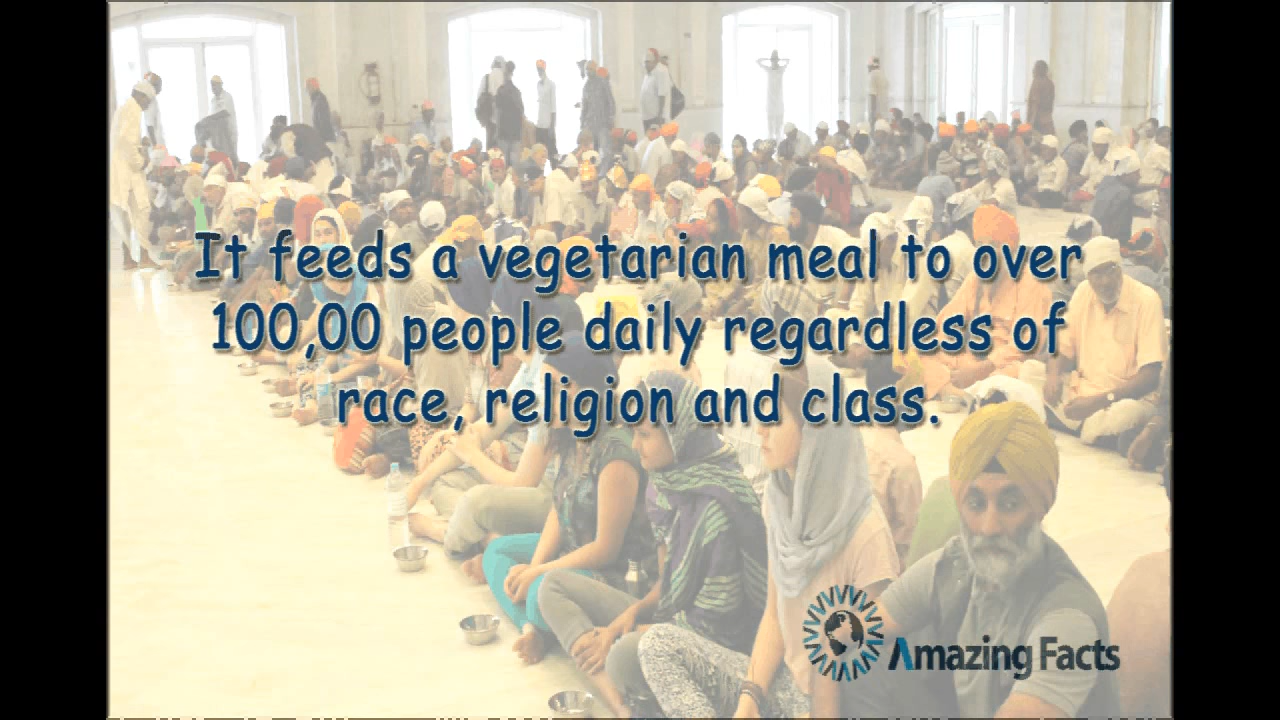 It feeds a vegetarian meal to over
100,00 people daily regardless of
race, religion and class.
Amazing Facts